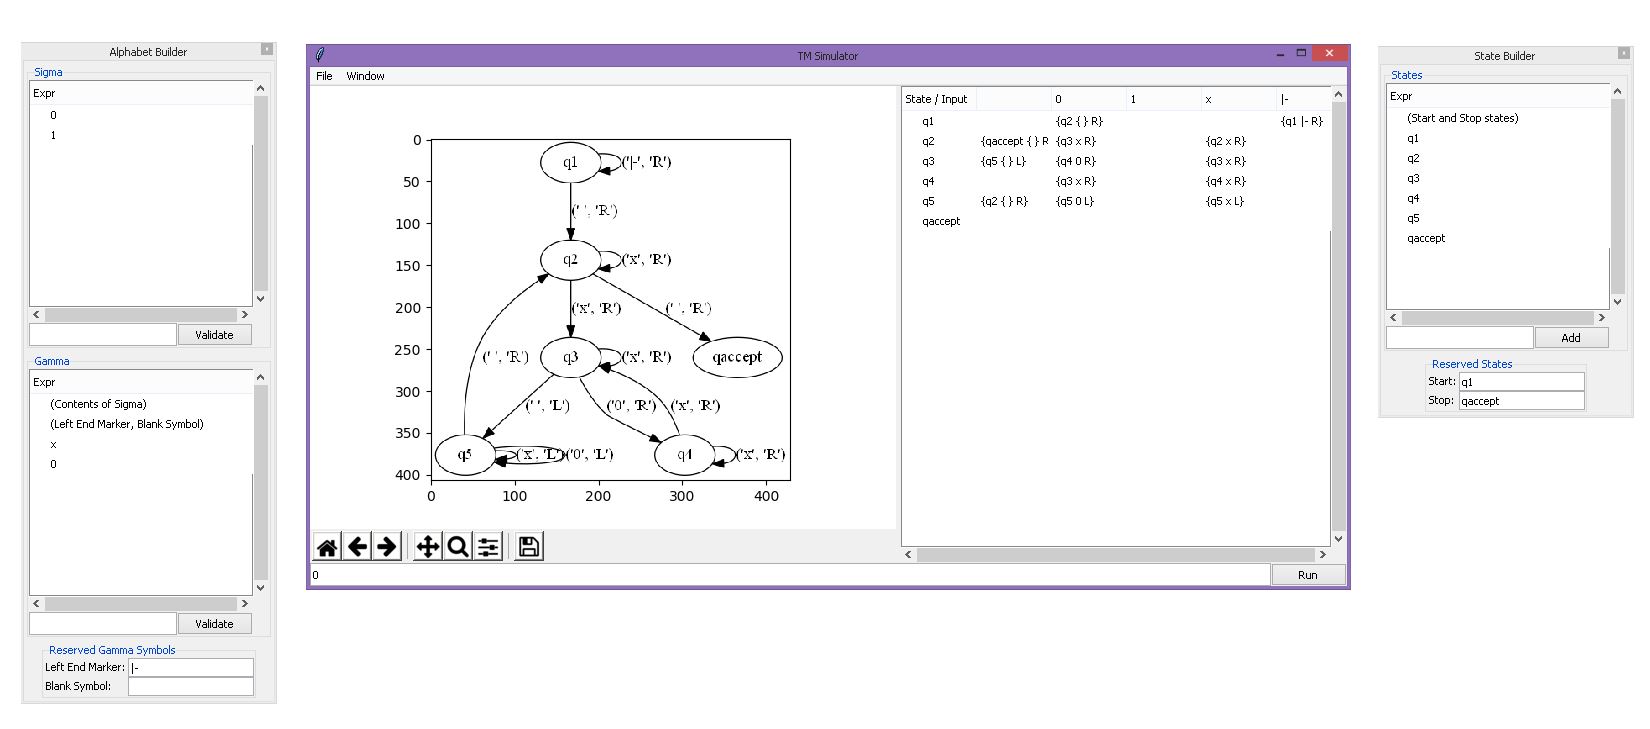 Alphabet Builder
Sigma
Expr
0
1
Validate
Gamma
Expr
(Contents of Sigma)
(Left End Marker, Blank Symbol)
x
0
Validate
Reserved Gamma Symbols
Left End Marker: |-
Blank Symbol:
TM Simulator
File Window
0
50
100
150
200
250
300
350
400
0 100 200 300 400
q1 ('|-', 'R')
(' ', 'R')
q2 ('x', 'R')
('x', 'R') (' ', 'R')
(' ', 'R') q3 ('x', 'R') qaccept
(' ', 'L') ('0', 'R') ('x', 'R')
q5 ('x', 'L') ('0', 'L') q4 ('x', 'R')
State / Input 0 1 x |-
q1 {q2 { } R} {q1 |- R}
q2 {qaccept { } R {q3 x R} {q2 x R}
q3 {q5 { } L} {q4 0 R} {q3 x R}
q4 {q3 x R} {q4 x R}
q5 {q2 { } R} {q5 0 L} {q5 x L}
qaccept
0 Run
State Builder
States
Expr
(Start and Stop states)
q1
q2
q3
q4
q5
qaccept
Add
Reserved States
Start: q1
Stop: qaccept